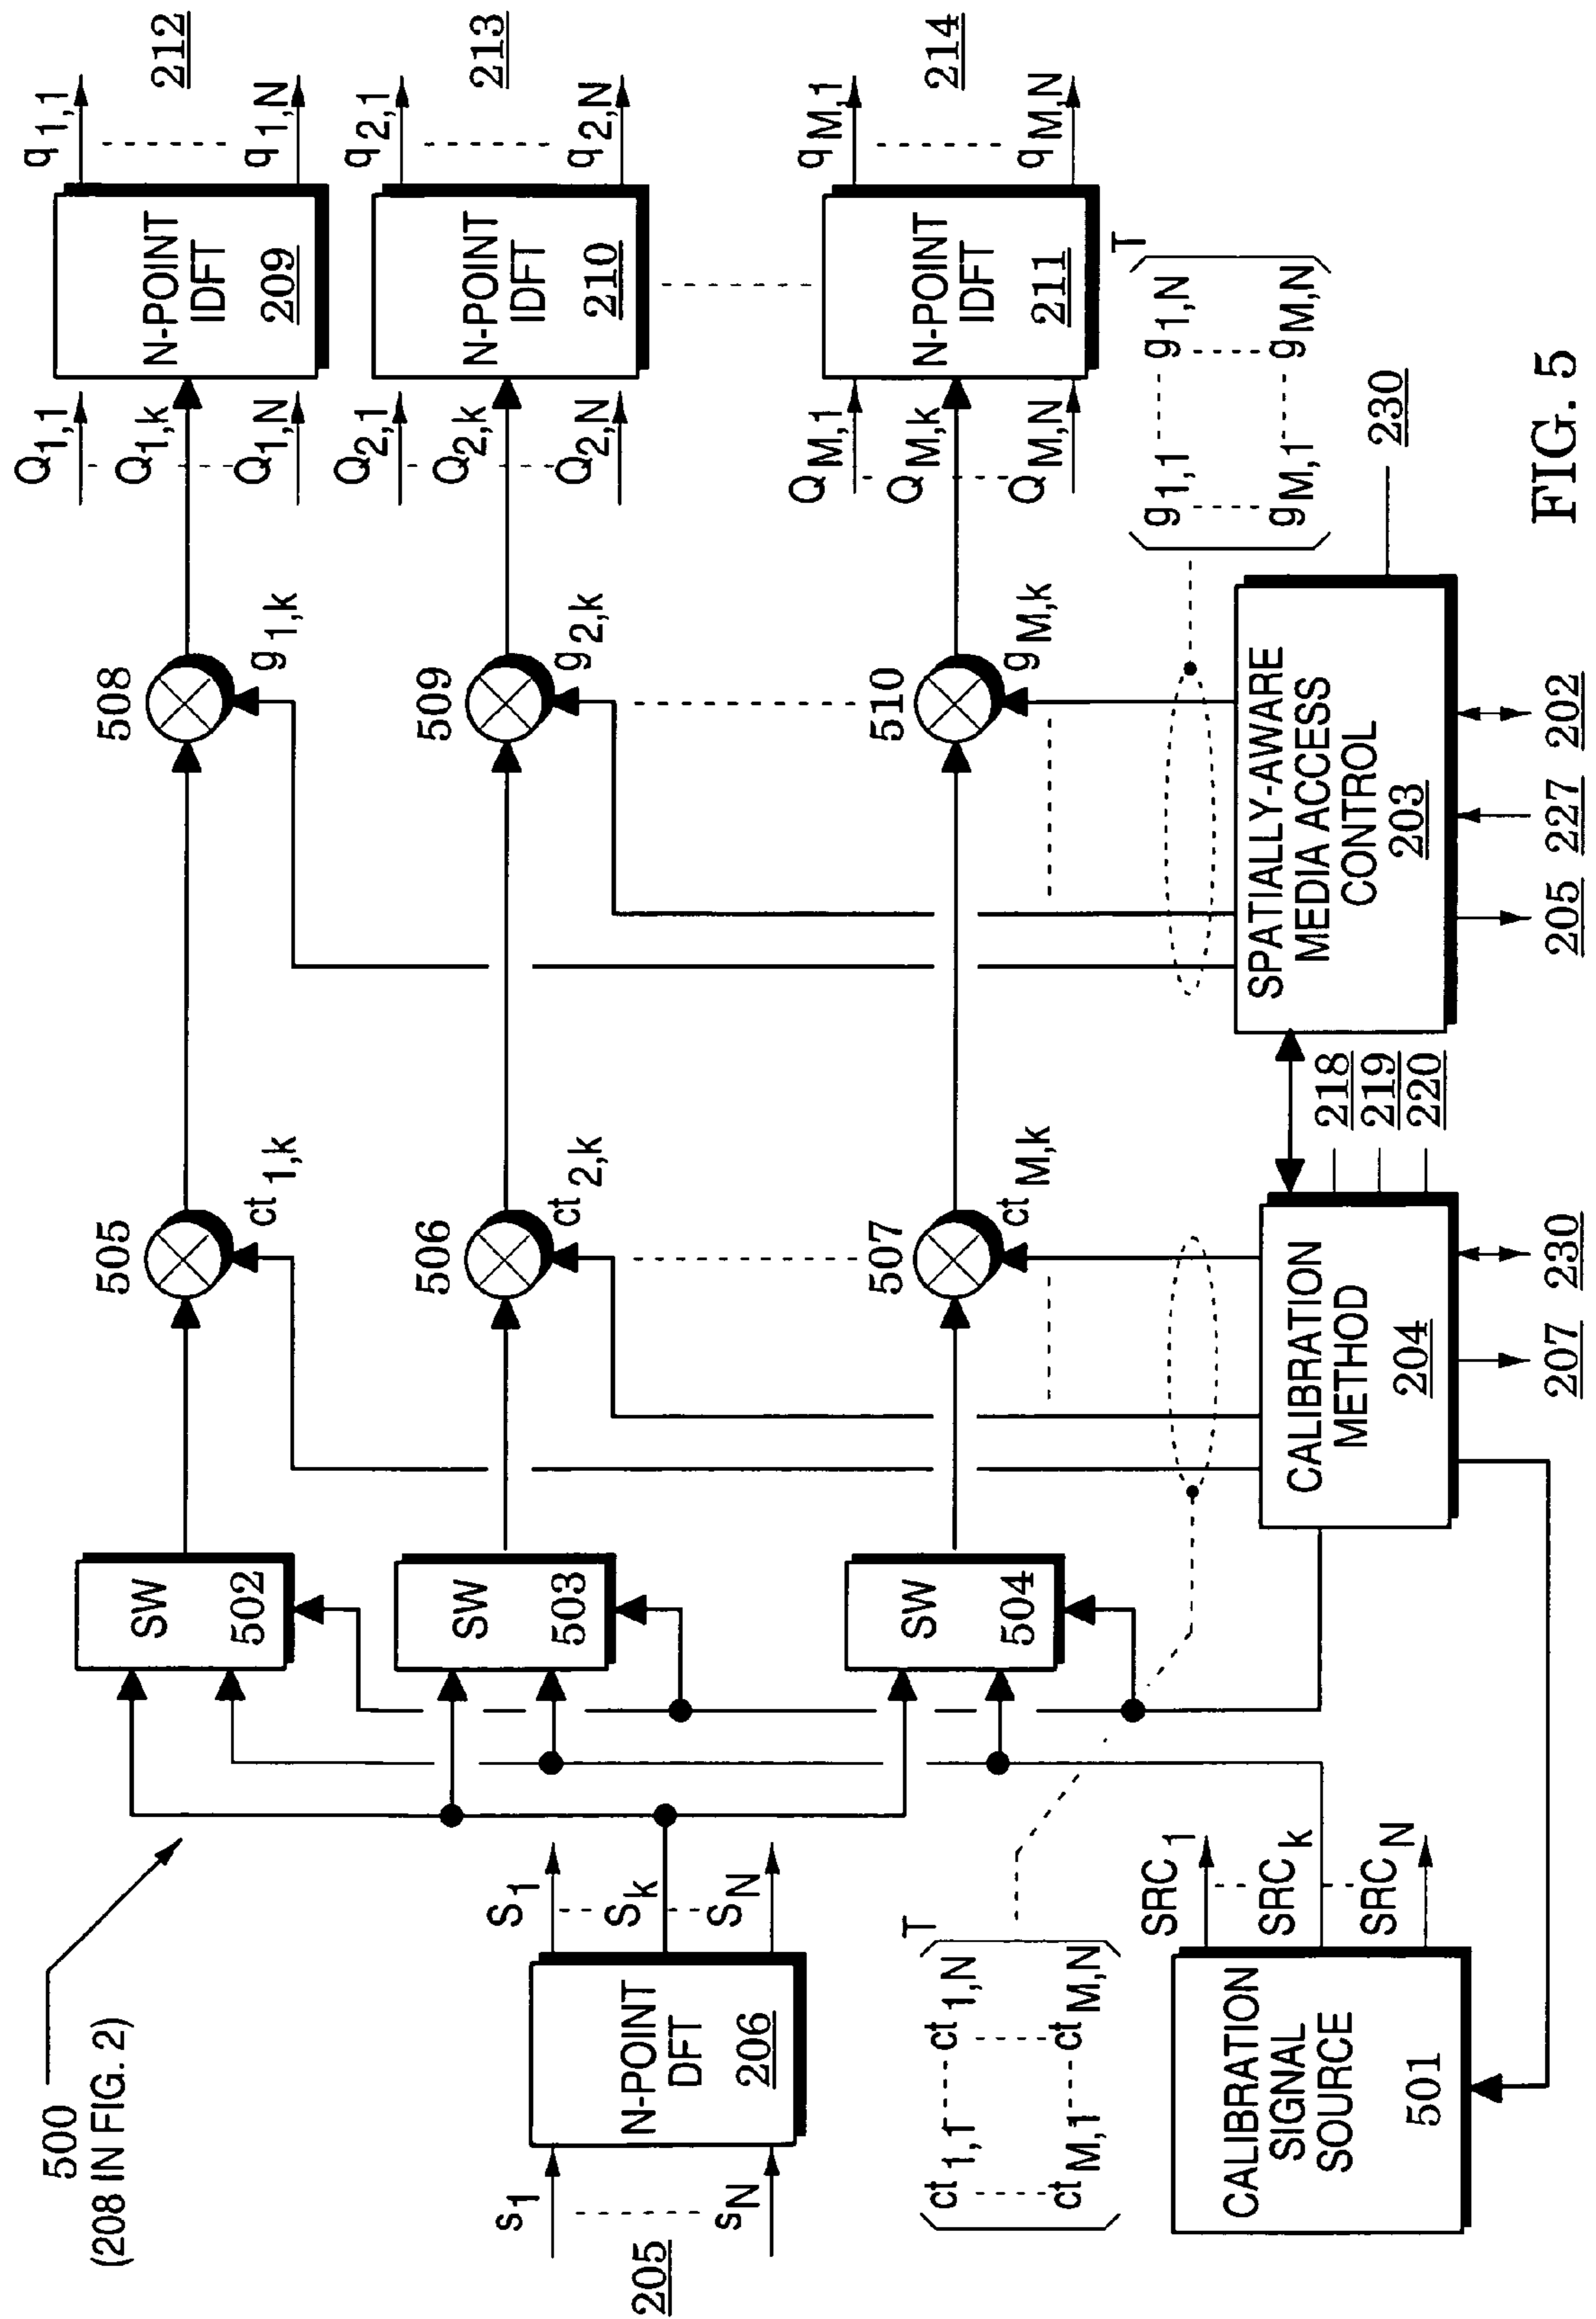 500
(208 IN FIG. 2)
205
s1
sN
N-POINT
DFT
206
S1
Sk
SN
ct1,1
ct1,N
ctM,1
ctM,N
T
CALIBRATION
SIGNAL
SOURCE
501
SRC1
SRCk
SRCN
SW
502
SW
503
SW
504
505
ct1,k
506
ct2,k
507
ctM,k
CALIBRATION
METHOD
204
207
230
218
219
220
508
g1,k
509
g2,k
510
gM,k
SPATIALLY-AWARE
MEDIA ACCESS
CONTROL
203
205
227
202
230
g1,1
g1,N
gM,1
gM,N
T
Q1,1
Q1,k
Q1,N
N-POINT
IDFT
209
q1,1
q1,N
212
Q2,1
Q2,k
Q2,N
N-POINT
IDFT
210
q2,1
q2,N
213
QM,1
QM,k
QM,N
N-POINT
IDFT
211
qM,1
qM,N
214
FIG. 5